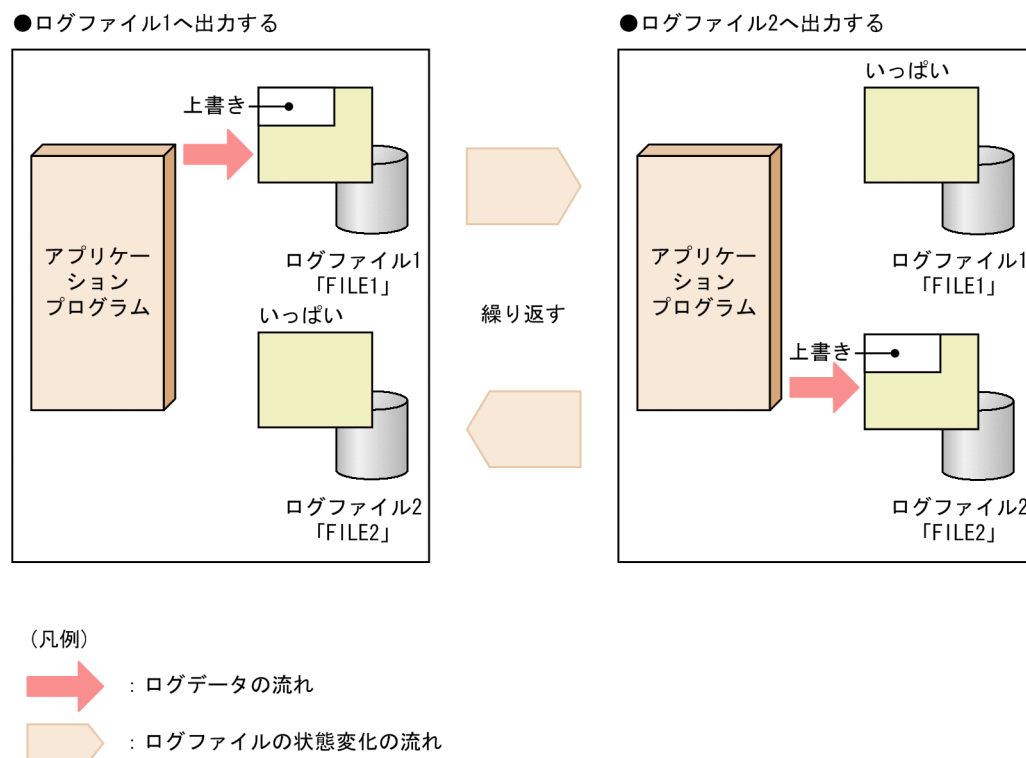 ●ログファイル1へ出力する
上書き
アプリケー
ション
プログラム
ログファイル1
「FILE1」
いっぱい
ログファイル2
「FILE2」
繰り返す
●ログファイル2へ出力する
いっぱい
アプリケー
ション
プログラム
ログファイル1
「FILE1」
上書き
ログファイル2
「FILE2」
(凡例)
：ログデータの流れ
：ログファイルの状態変化の流れ